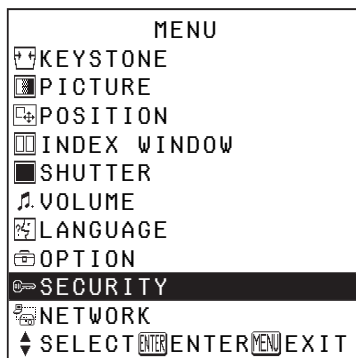 MENU
KEYSTONE
PICTURE
POSITION
INDEX WINDOW
SHUTTER
VOLUME
LANGUAGE
OPTION
SECURITY
NETWORK
SELECT ENTER ENTER MENU EXIT